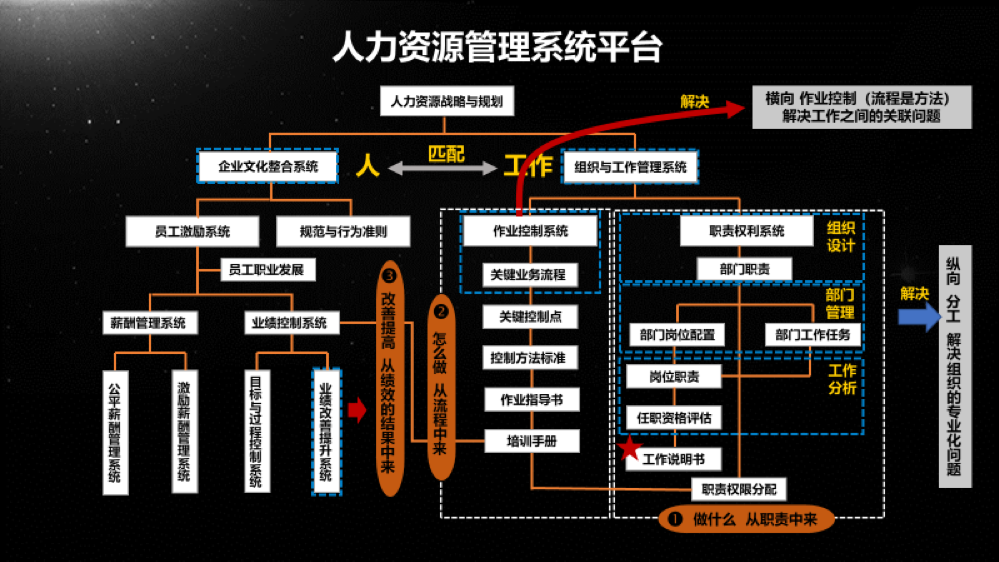 人力资源管理系统平台
人力资源战略与规划
解决
横向 作业控制（流程是方法）
解决工作之间的关联问题
企业文化整合系统
人
匹配
工作
组织与工作管理系统
员工激励系统
规范与行为准则
员工职业发展
薪酬管理系统
业绩控制系统
公平薪酬管理系统
激励薪酬管理系统
目标与过程控制系统
业绩改善提升系统
❸ 改善提高 从绩效的结果中来
❷ 怎么做 从流程中来
作业控制系统
关键业务流程
关键控制点
控制方法标准
作业指导书
培训手册
职责权利系统
组织
设计
部门职责
部门
管理
部门岗位配置
部门工作任务
工作
分析
岗位职责
任职资格评估
工作说明书
职责权限分配
❶ 做什么 从职责中来
解决
纵向 分工 解决组织的专业化问题